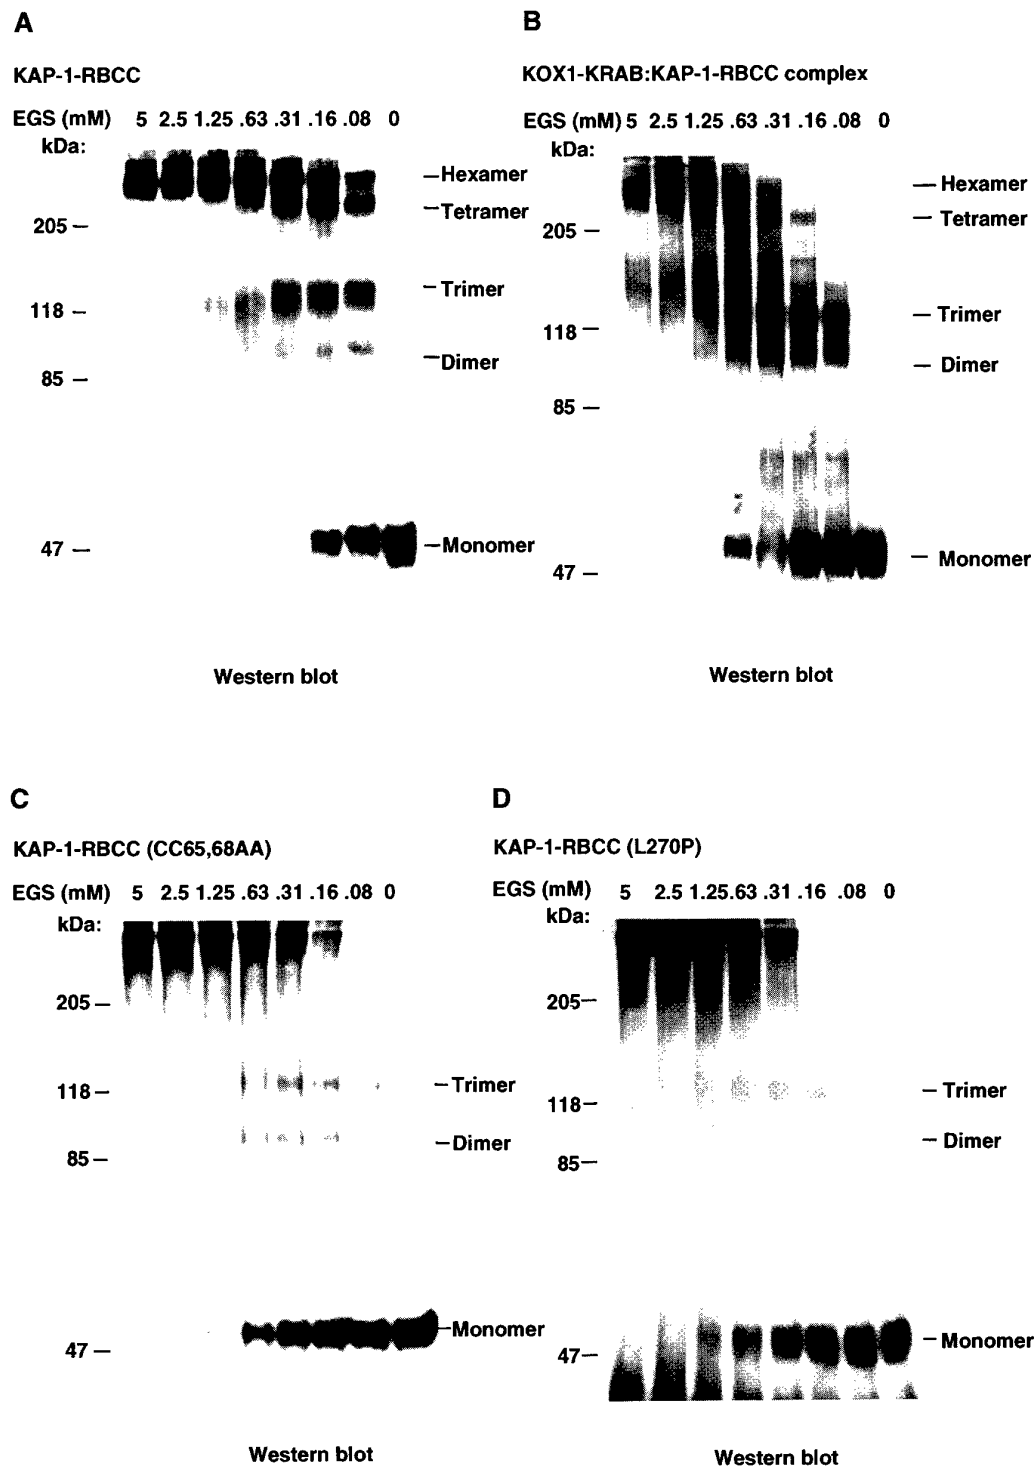 A
KAP-1-RBCC
EGS (mM) 5 2.5 1.25 .63 .31 .16 .08 0
kDa:
Hexamer
Tetramer
205
Trimer
118
Dimer
85
47
Monomer
Western blot
B
KOX1-KRAB:KAP-1-RBCC complex
EGS (mM) 5 2.5 1.25 .63 .31 .16 .08 0
kDa:
Hexamer
Tetramer
205
Trimer
118
Dimer
85
Monomer
47
Western blot
C
KAP-1-RBCC (CC65,68AA)
EGS (mM) 5 2.5 1.25 .63 .31 .16 .08 0
kDa:
205
Trimer
118
Dimer
85
Monomer
47
Western blot
D
KAP-1-RBCC (L270P)
EGS (mM) 5 2.5 1.25 .63 .31 .16 .08 0
kDa:
205
Trimer
118
Dimer
85
Monomer
47
Western blot